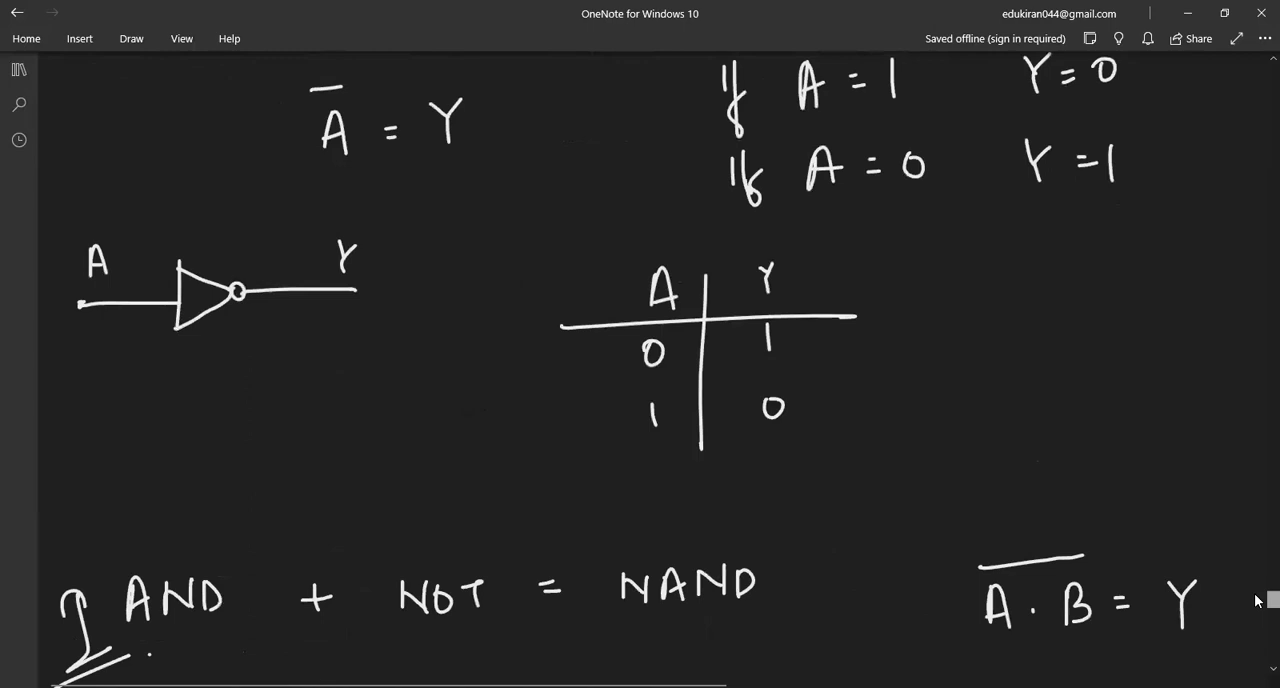 OneNote for Windows 10
edukiran044@gmail.com
Home Insert Draw View Help
Saved offline (sign in required)
Share
If A = 1 Y = 0
A̅ = Y
If A = 0 Y = 1
A Y
A Y
0 1
1 0
AND + NOT = NAND
A̅ ̅·̅ ̅B̅ = Y